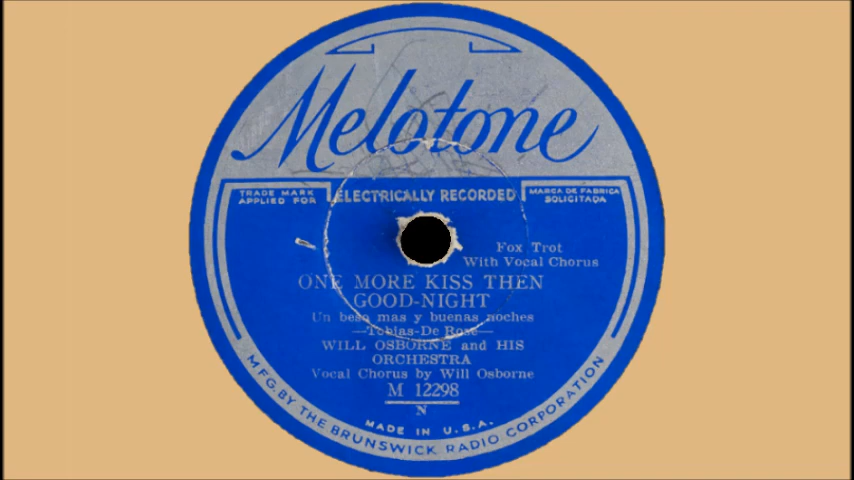 Melotone
TRADE MARK
APPLIED FOR
ELECTRICALLY RECORDED
MARCA DE FABRICA
SOLICITADA
Fox Trot
With Vocal Chorus
ONE MORE KISS THEN
GOOD-NIGHT
Un beso mas y buenas noches
—Tobias-De Rose—
WILL OSBORNE and HIS
ORCHESTRA
Vocal Chorus by Will Osborne
M 12298
N
MADE IN U.S.A.
MFG. BY THE BRUNSWICK RADIO CORPORATION